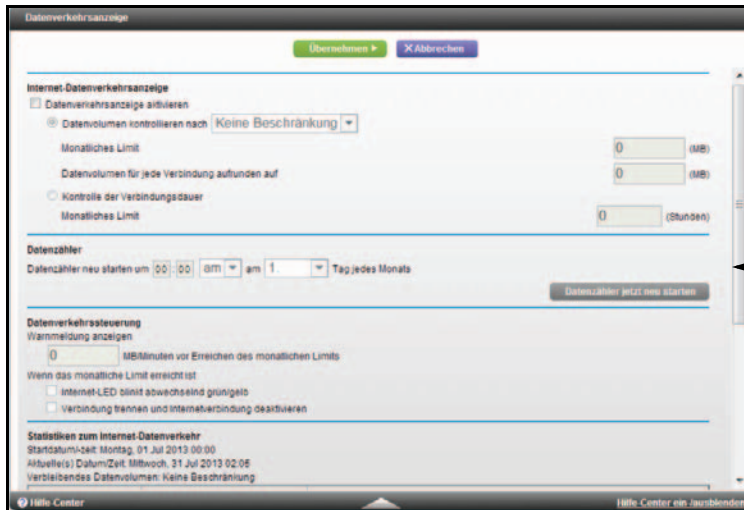 Datenverkehrsanzeige
Übernehmen
Abbrechen
Internet-Datenverkehrsanzeige
Datenverkehrsanzeige aktivieren
Datenvolumen kontrollieren nach Keine Beschränkung
Monatliches Limit 0 (MB)
Datenvolumen für jede Verbindung aufrunden auf 0 (MB)
Kontrolle der Verbindungsdauer
Monatliches Limit 0 (Stunden)
Datenzähler
Datenzähler neu starten um 00 : 00 am am 1. Tag jedes Monats
Datenzähler jetzt neu starten
Datenverkehrssteuerung
Warnmeldung anzeigen
0 MB/Minuten vor Erreichen des monatlichen Limits
Wenn das monatliche Limit erreicht ist
Internet-LED blinkt abwechselnd grün/gelb
Verbindung trennen und Internetverbindung deaktivieren
Statistiken zum Internet-Datenverkehr
Startdatum/-zeit: Montag, 01 Jul 2013 00:00
Aktuelle(s) Datum/Zeit: Mittwoch, 31 Jul 2013 02:06
Verbleibendes Datenvolumen: Keine Beschränkung
Hilfe-Center
Hilfe-Center ein-/ausblenden